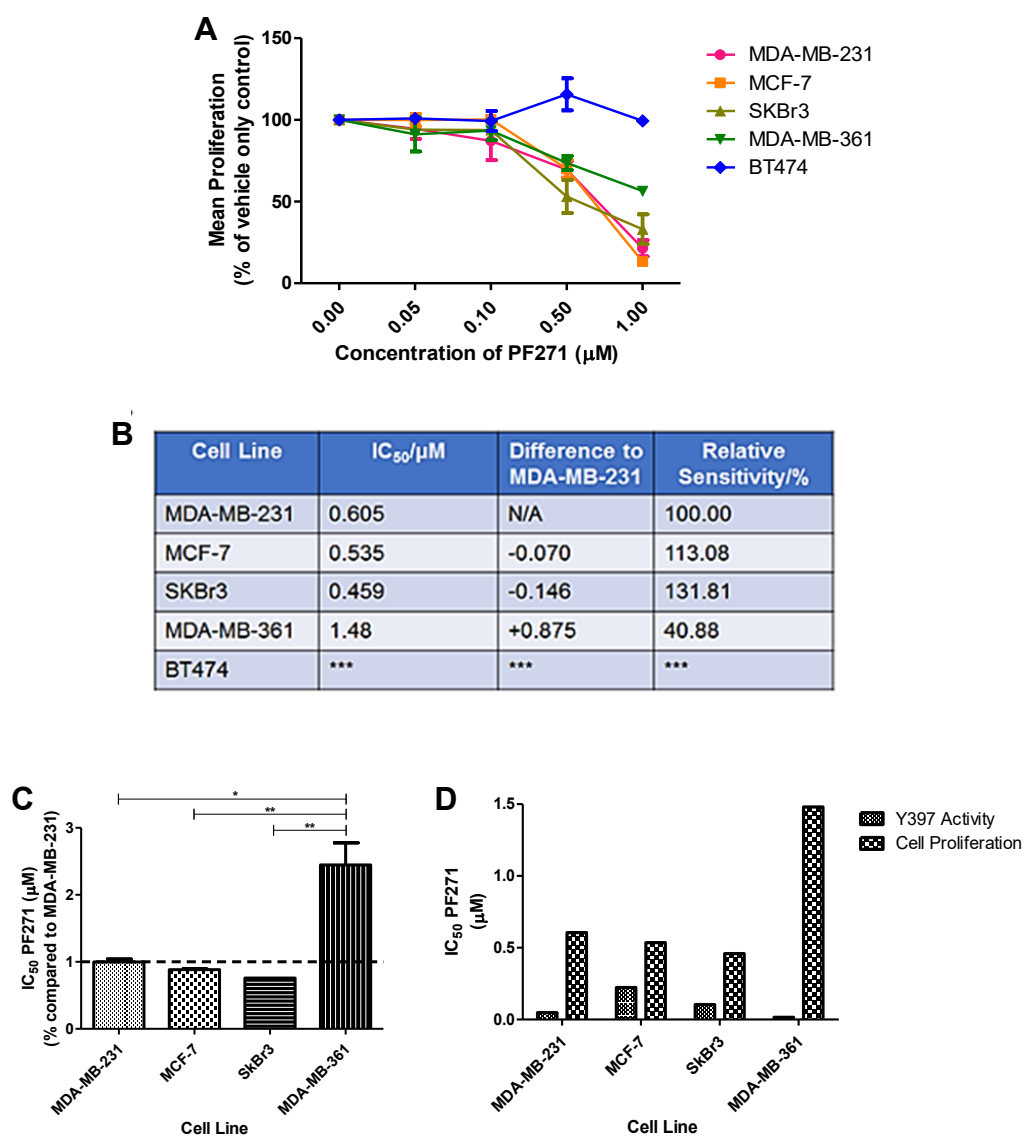 A
150
100
50
0
Mean Proliferation
(% of vehicle only control)
0.00
0.05
0.10
0.50
1.00
Concentration of PF271 (μM)
MDA-MB-231
MCF-7
SKBr3
MDA-MB-361
BT474
B
Cell Line IC50/μM Difference to MDA-MB-231 Relative Sensitivity/%
MDA-MB-231 0.605 N/A 100.00
MCF-7 0.535 -0.070 113.08
SKBr3 0.459 -0.146 131.81
MDA-MB-361 1.48 +0.875 40.88
BT474 *** *** ***
C
*
**
**
3
2
1
0
IC50 PF271 (μM)
(% compared to MDA-MB-231)
MDA-MB-231
MCF-7
SkBr3
MDA-MB-361
Cell Line
D
1.5
1.0
0.5
0.0
IC50 PF271
(μM)
MDA-MB-231
MCF-7
SkBr3
MDA-MB-361
Cell Line
Y397 Activity
Cell Proliferation